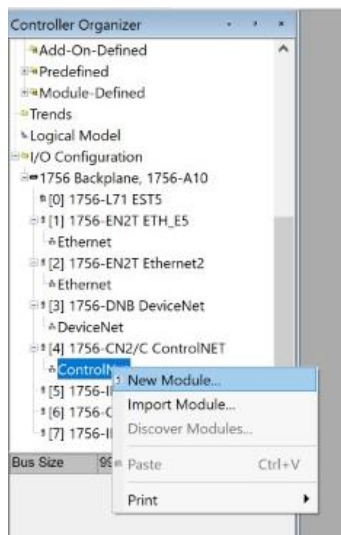 Controller Organizer
Add-On-Defined
Predefined
Module-Defined
Trends
Logical Model
I/O Configuration
1756 Backplane, 1756-A10
[0] 1756-L71 EST5
[1] 1756-EN2T ETH_E5
Ethernet
[2] 1756-EN2T Ethernet2
Ethernet
[3] 1756-DNB DeviceNet
DeviceNet
[4] 1756-CN2/C ControlNET
ControlN
New Module...
[5] 1756-I
Import Module...
[6] 1756-
Discover Modules...
[7] 1756-I
Bus Size
Paste Ctrl+V
Print